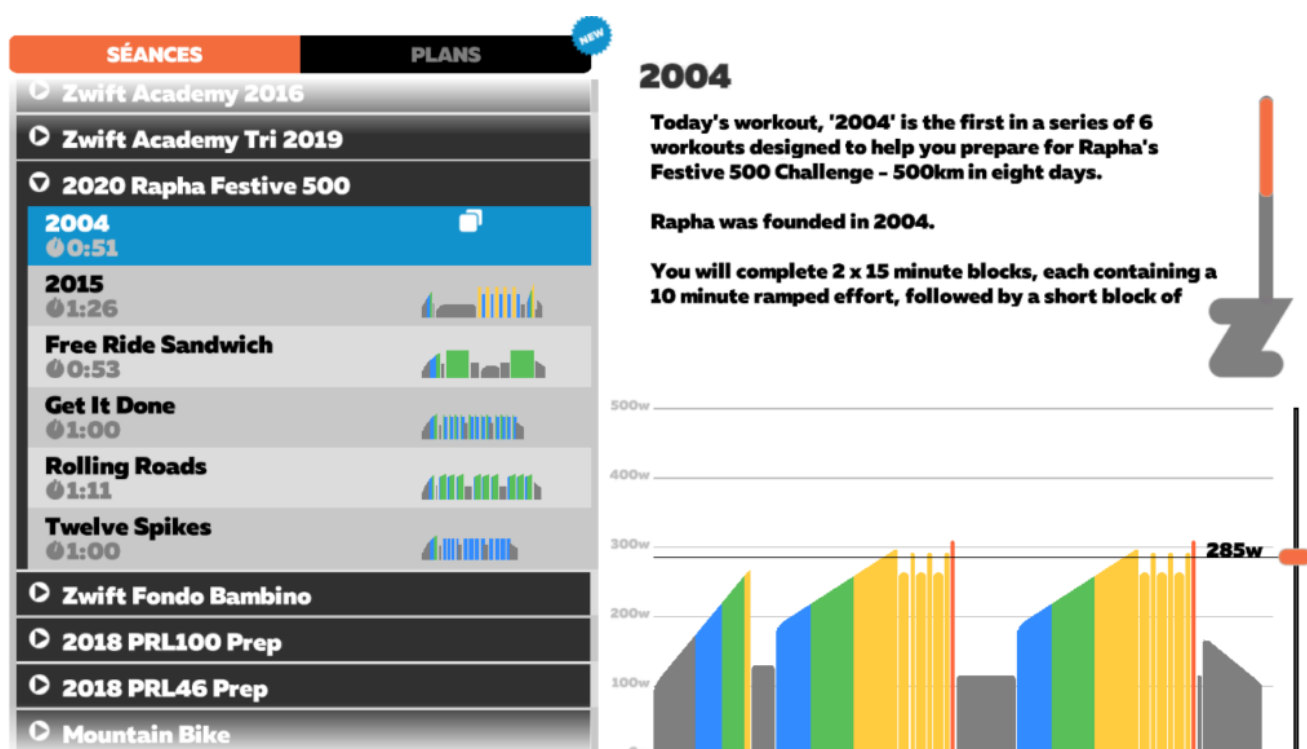 SÉANCES
PLANS
NEW
Zwift Academy 2016
Zwift Academy Tri 2019
2020 Rapha Festive 500
2004
0:51
2015
1:26
Free Ride Sandwich
0:53
Get It Done
1:00
Rolling Roads
1:11
Twelve Spikes
1:00
Zwift Fondo Bambino
2018 PRL100 Prep
2018 PRL46 Prep
Mountain Bike
2004
Today's workout, '2004' is the first in a series of 6
workouts designed to help you prepare for Rapha's
Festive 500 Challenge – 500km in eight days.
Rapha was founded in 2004.
You will complete 2 x 15 minute blocks, each containing a
10 minute ramped effort, followed by a short block of
500w
400w
300w
285w
200w
100w